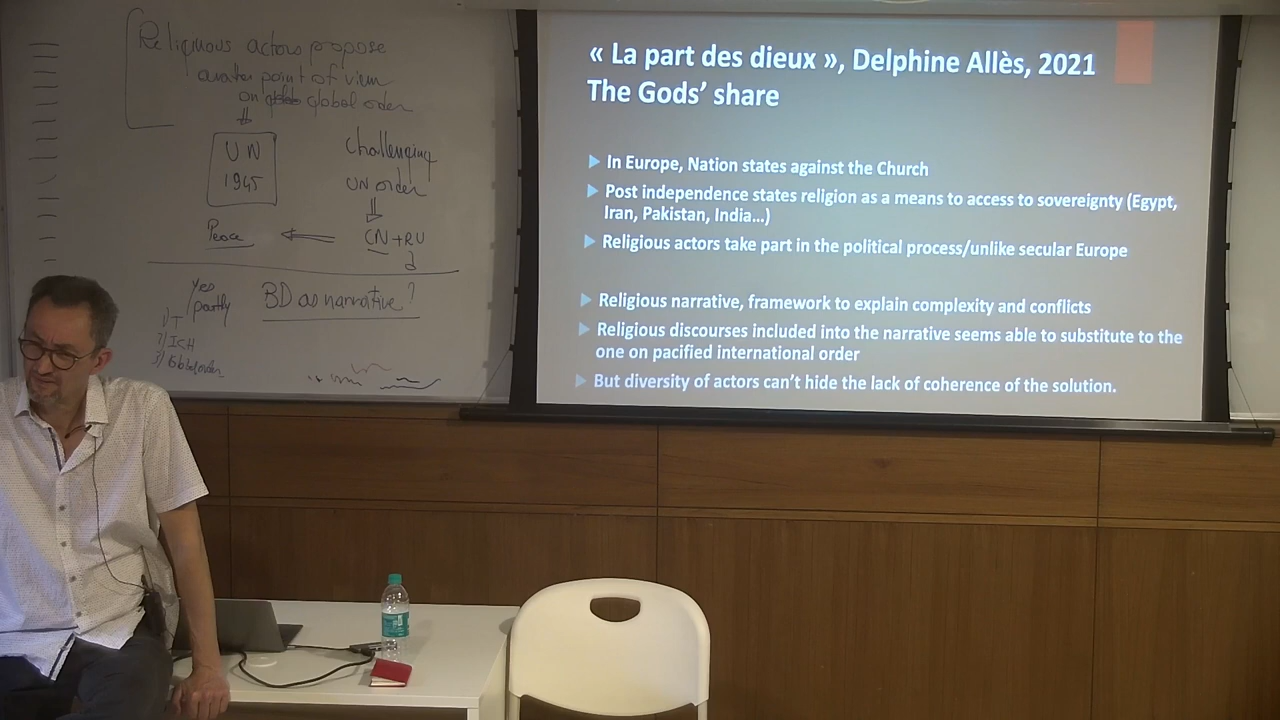 Religiuous actors propose
another point of view
on global order
UN
1945
Challenging
UN order
Peace
CN + RU
BD as narrative ?
Yes
partly
1/ T
2/ ICH
3/ Global order
« La part des dieux », Delphine Allès, 2021
The Gods’ share
In Europe, Nation states against the Church
Post independence states religion as a means to access to sovereignty (Egypt,
Iran, Pakistan, India...)
Religious actors take part in the political process/unlike secular Europe
Religious narrative, framework to explain complexity and conflicts
Religious discourses included into the narrative seems able to substitute to the
one on pacified international order
But diversity of actors can’t hide the lack of coherence of the solution.